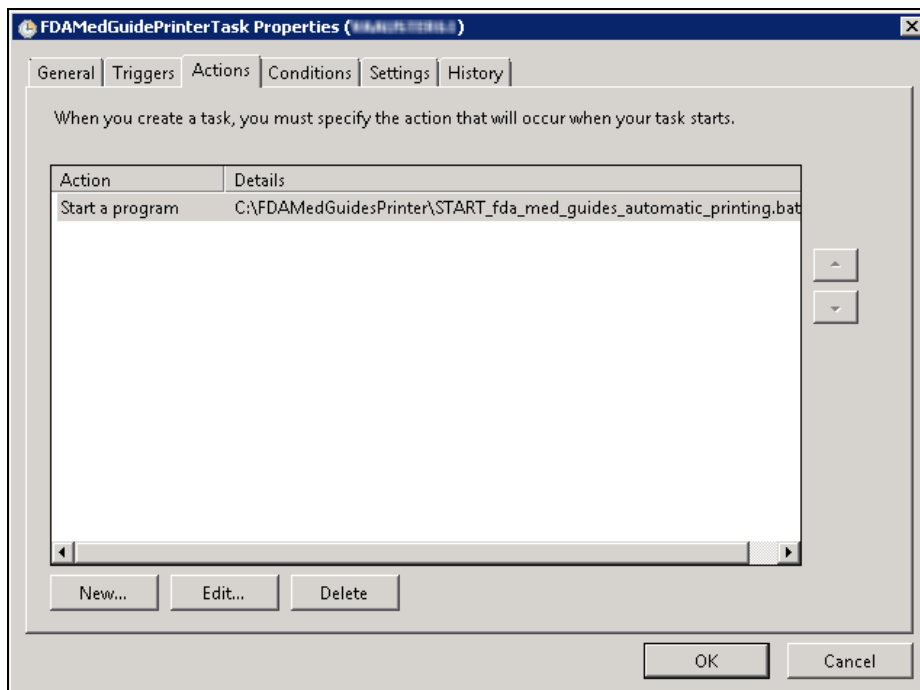 FDAMedGuidePrinterTask Properties ( )
General Triggers Actions Conditions Settings History
When you create a task, you must specify the action that will occur when your task starts.
Action Details
Start a program C:\FDAMedGuidesPrinter\START_fda_med_guides_automatic_printing.bat
New... Edit... Delete
OK Cancel